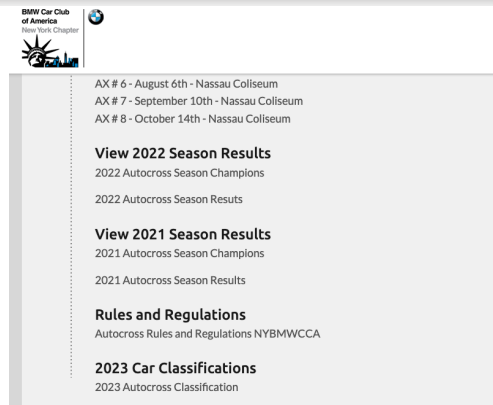 BMW Car Club
of America
New York Chapter
AX # 6 - August 6th - Nassau Coliseum
AX # 7 - September 10th - Nassau Coliseum
AX # 8 - October 14th - Nassau Coliseum
View 2022 Season Results
2022 Autocross Season Champions
2022 Autocross Season Resuts
View 2021 Season Results
2021 Autocross Season Champions
2021 Autocross Season Results
Rules and Regulations
Autocross Rules and Regulations NYBMWCCA
2023 Car Classifications
2023 Autocross Classification